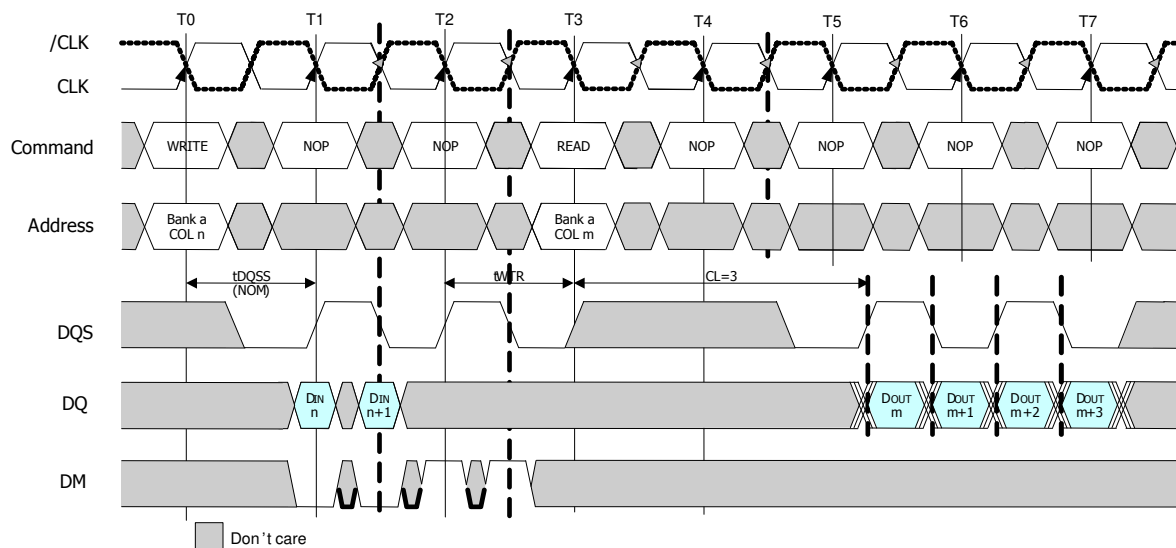 T0 T1 T2 T3 T4 T5 T6 T7
/CLK
CLK
Command WRITE NOP NOP READ NOP NOP NOP NOP
Address Bank a COL n Bank a COL m
tDQSS (NOM) tWTR CL=3
DQS
DQ DIN n DIN n+1 DOUT m DOUT m+1 DOUT m+2 DOUT m+3
DM
Don't care